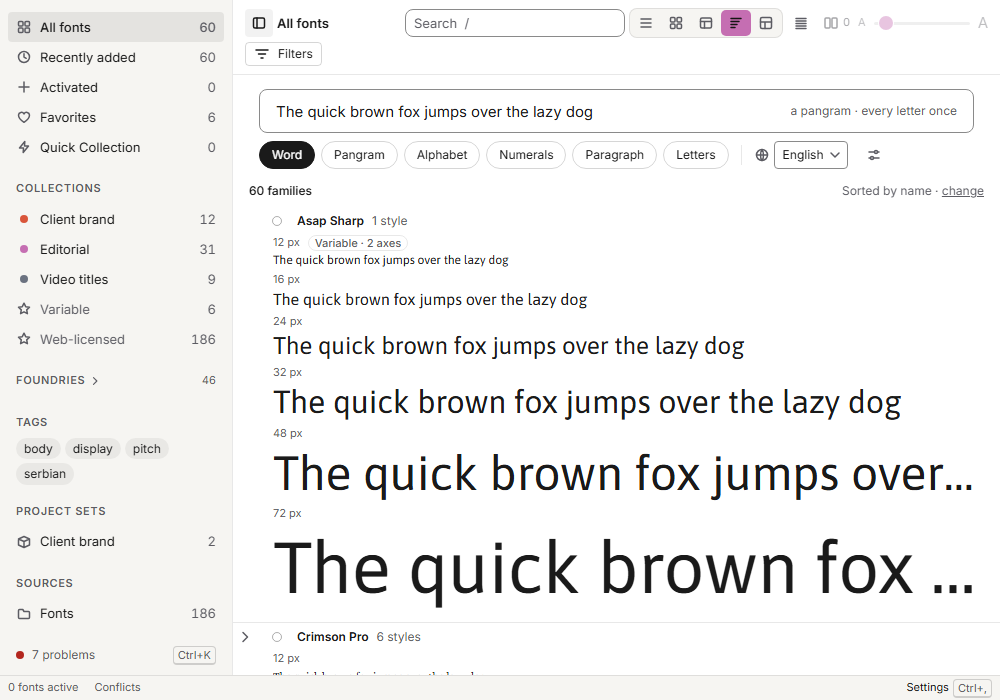 All fonts 60
Recently added 60
Activated 0
Favorites 6
Quick Collection 0
COLLECTIONS
Client brand 12
Editorial 31
Video titles 9
Variable 6
Web-licensed 186
FOUNDRIES 46
TAGS
body display pitch
serbian
PROJECT SETS
Client brand 2
SOURCES
Fonts 186
7 problems Ctrl+K
All fonts Search / 0 A A
Filters
The quick brown fox jumps over the lazy dog a pangram · every letter once
Word Pangram Alphabet Numerals Paragraph Letters English
60 families Sorted by name · change
Asap Sharp 1 style
12 px Variable · 2 axes
The quick brown fox jumps over the lazy dog
16 px
The quick brown fox jumps over the lazy dog
24 px
The quick brown fox jumps over the lazy dog
32 px
The quick brown fox jumps over the lazy dog
48 px
The quick brown fox jumps over...
72 px
The quick brown fox ...
Crimson Pro 6 styles
12 px
0 fonts active Conflicts Settings Ctrl+,